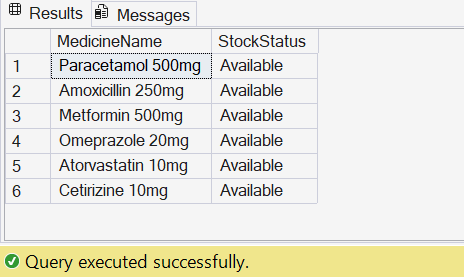 Results Messages
MedicineName StockStatus
1 Paracetamol 500mg Available
2 Amoxicillin 250mg Available
3 Metformin 500mg Available
4 Omeprazole 20mg Available
5 Atorvastatin 10mg Available
6 Cetirizine 10mg Available
Query executed successfully.